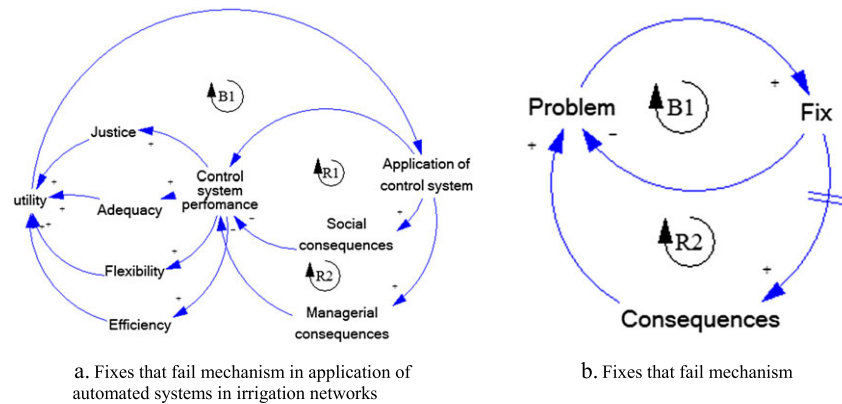 B1
Justice
+
R1
Application of
control system
Control
system
perfomance
+
+
utility
+
+
Adequacy
+
++
Social
consequences
+
-
-
Flexibility
+
R2
Managerial
consequences
+
Efficiency
+
a. Fixes that fail mechanism in application of
automated systems in irrigation networks
Problem
B1
+
Fix
-
+
R2
+
Consequences
b. Fixes that fail mechanism